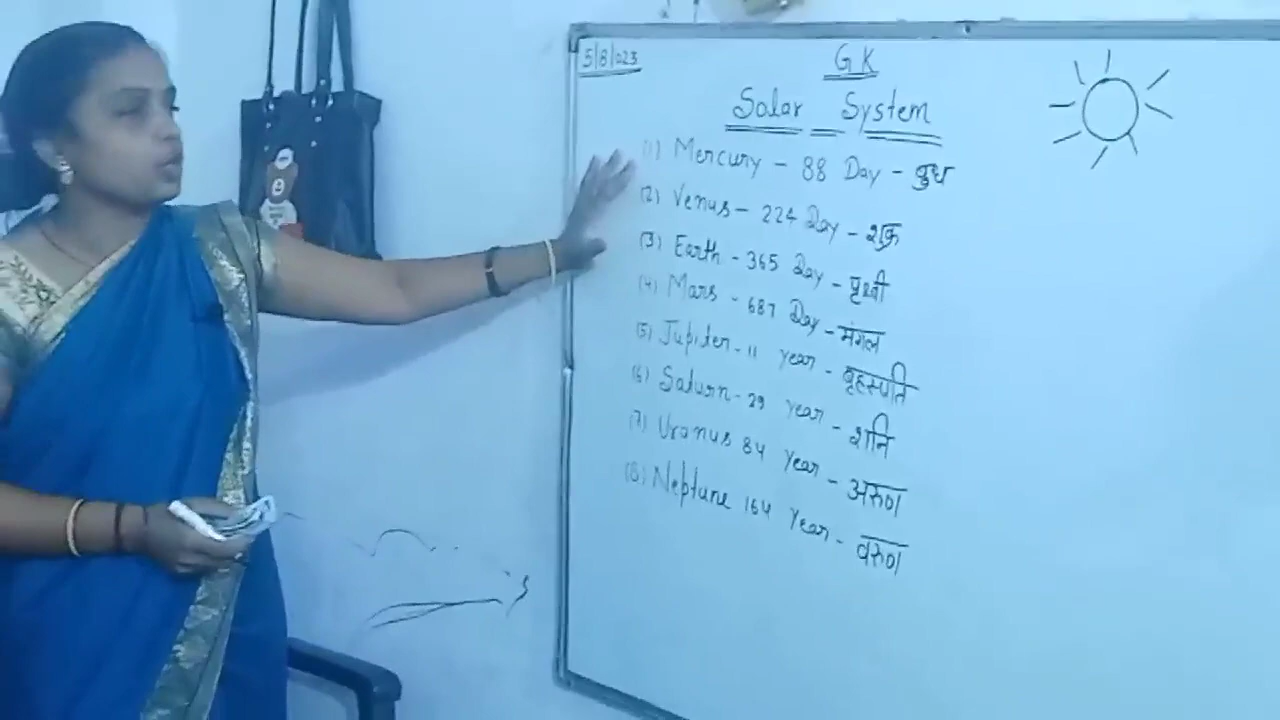 5/8/023
GK
Solar System
(1) Mercury - 88 Day - बुध
(2) Venus - 224 Day - शुक्र
(3) Earth - 365 Day - पृथ्वी
(4) Mars - 687 Day - मंगल
(5) Jupiter - 11 year - बृहस्पति
(6) Saturn - 29 year - शनि
(7) Uranus 84 year - अरुण
(8) Neptune 164 Year - वरुण